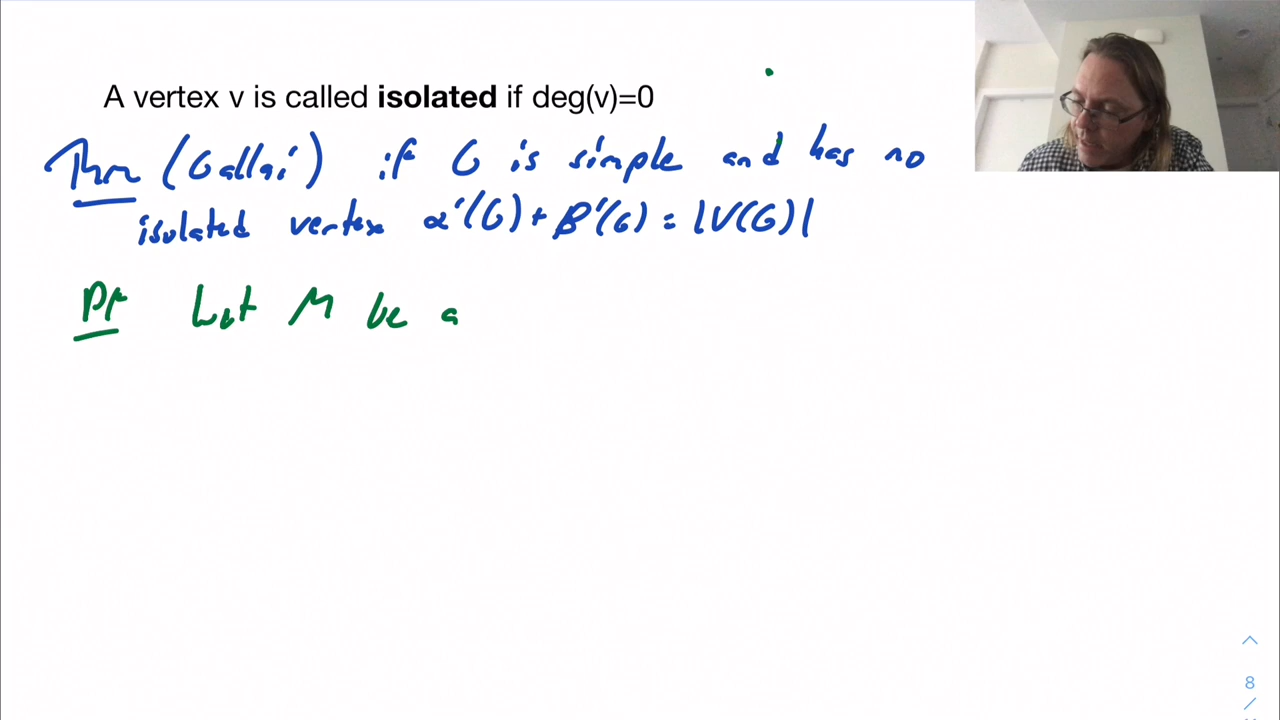 A vertex v is called isolated if deg(v)=0
Thm (Gallai) if G is simple and has no
isolated vertex α'(G) + β'(G) = |V(G)|
Pf Let M be a
8